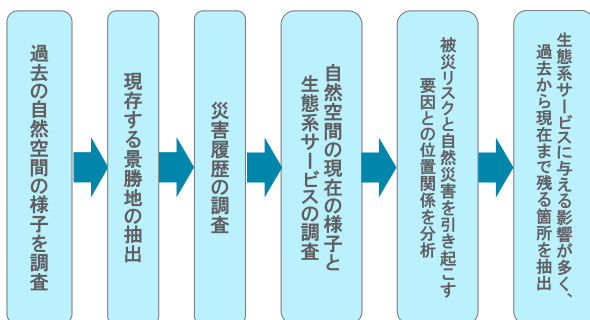 過去の自然空間の様子を調査
現存する景勝地の抽出
災害履歴の調査
自然空間の現在の様子と
生態系サービスの調査
被災リスクと自然災害を引き起こす
要因との位置関係を分析
生態系サービスに与える影響が多く、
過去から現在まで残る箇所を抽出